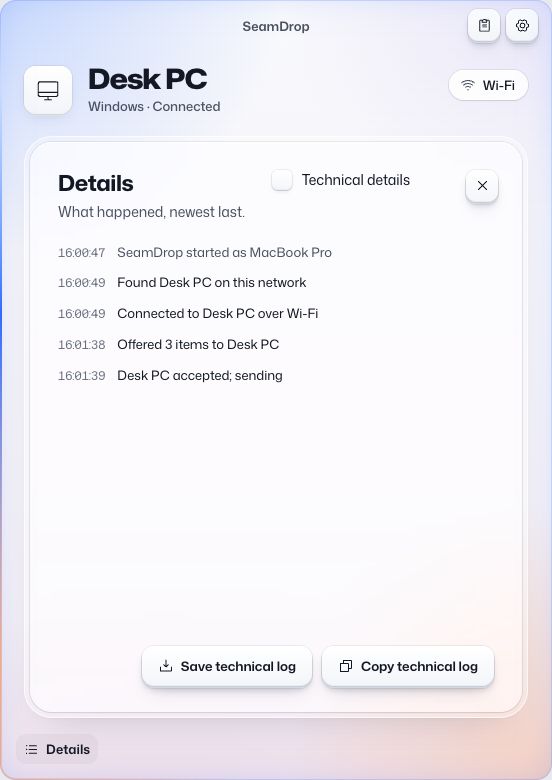 SeamDrop
Desk PC
Windows · Connected
Wi-Fi
Details
Technical details
What happened, newest last.
16:00:47 SeamDrop started as MacBook Pro
16:00:49 Found Desk PC on this network
16:00:49 Connected to Desk PC over Wi-Fi
16:01:38 Offered 3 items to Desk PC
16:01:39 Desk PC accepted; sending
Save technical log
Copy technical log
Details